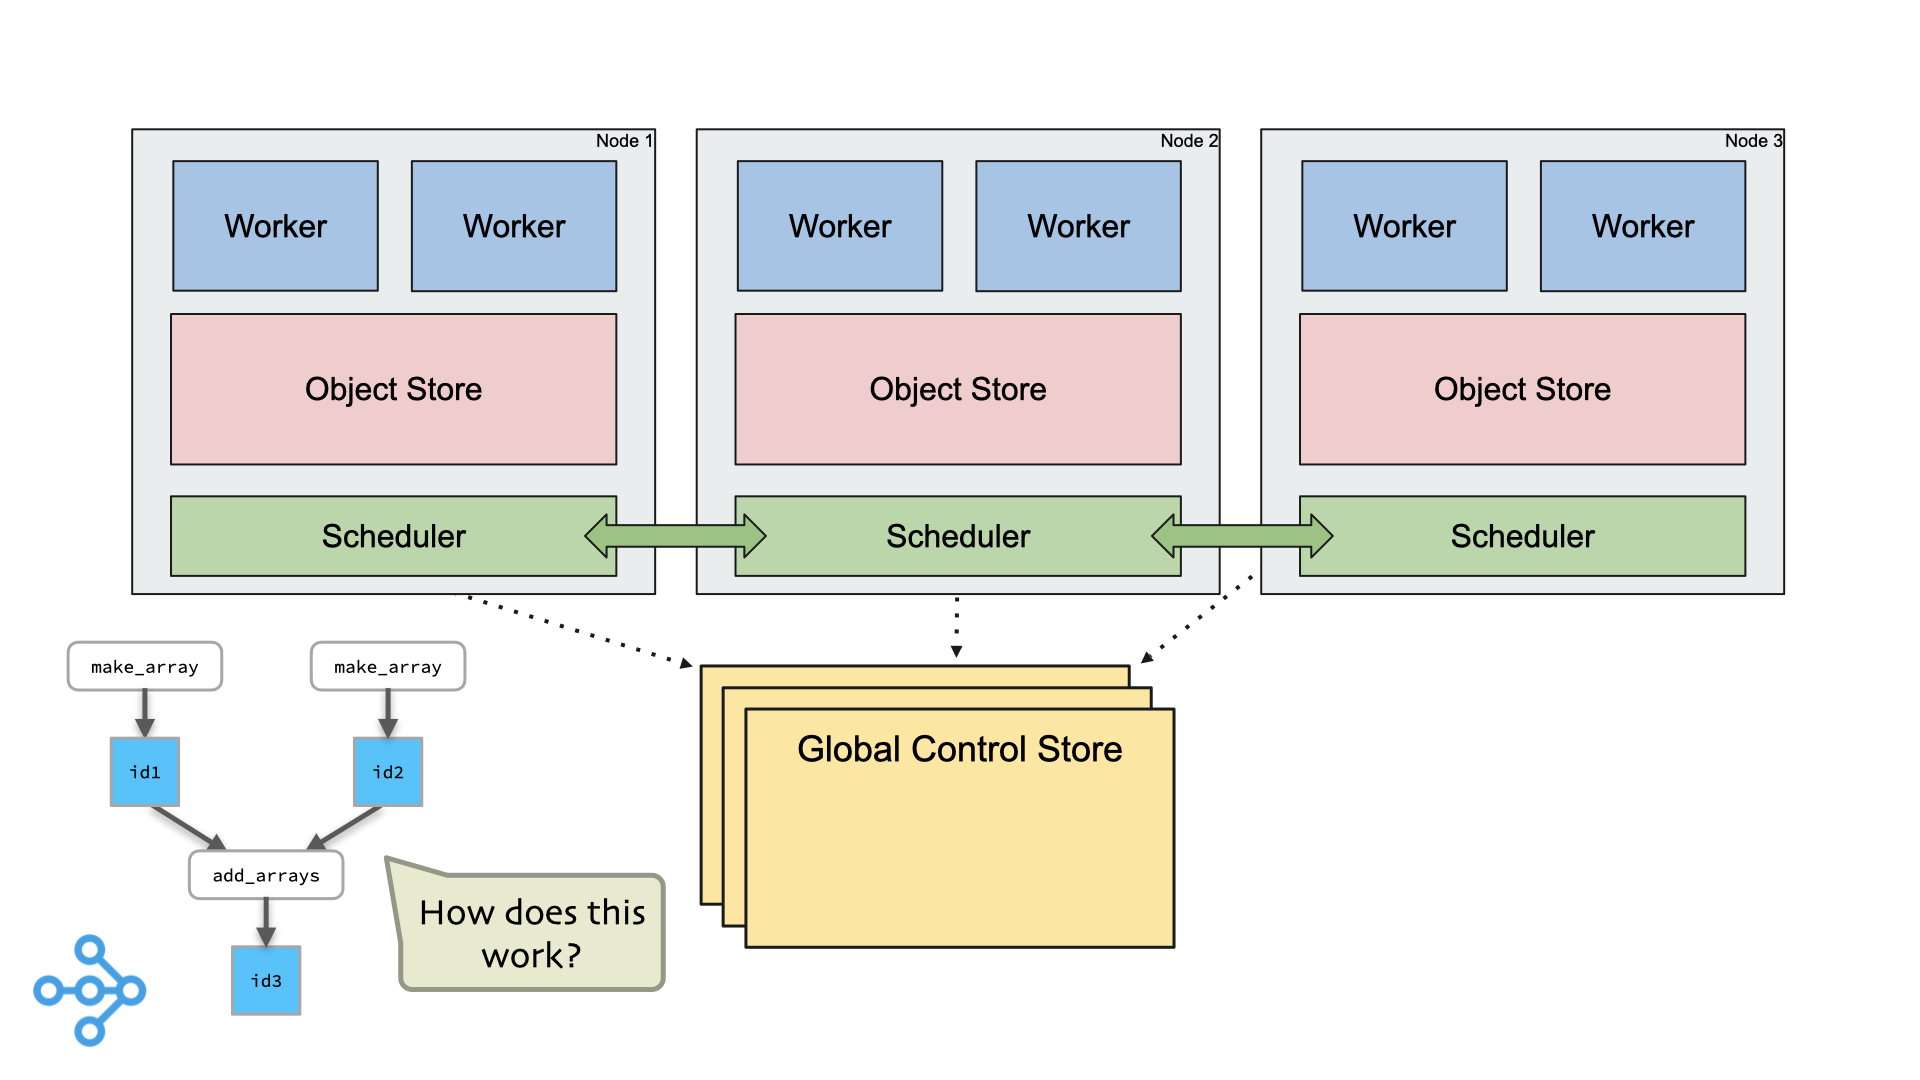 Node 1
Node 2
Node 3
Worker
Worker
Worker
Worker
Worker
Worker
Object Store
Object Store
Object Store
Scheduler
Scheduler
Scheduler
make_array
make_array
id1
id2
add_arrays
id3
How does this
work?
Global Control Store